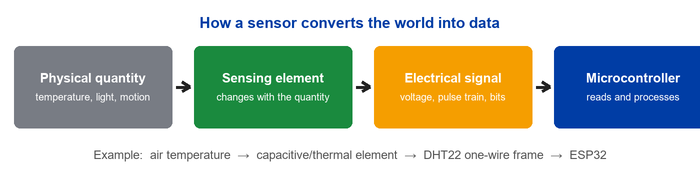 How a sensor converts the world into data
Physical quantity
temperature, light, motion
Sensing element
changes with the quantity
Electrical signal
voltage, pulse train, bits
Microcontroller
reads and processes
Example: air temperature → capacitive/thermal element → DHT22 one-wire frame → ESP32